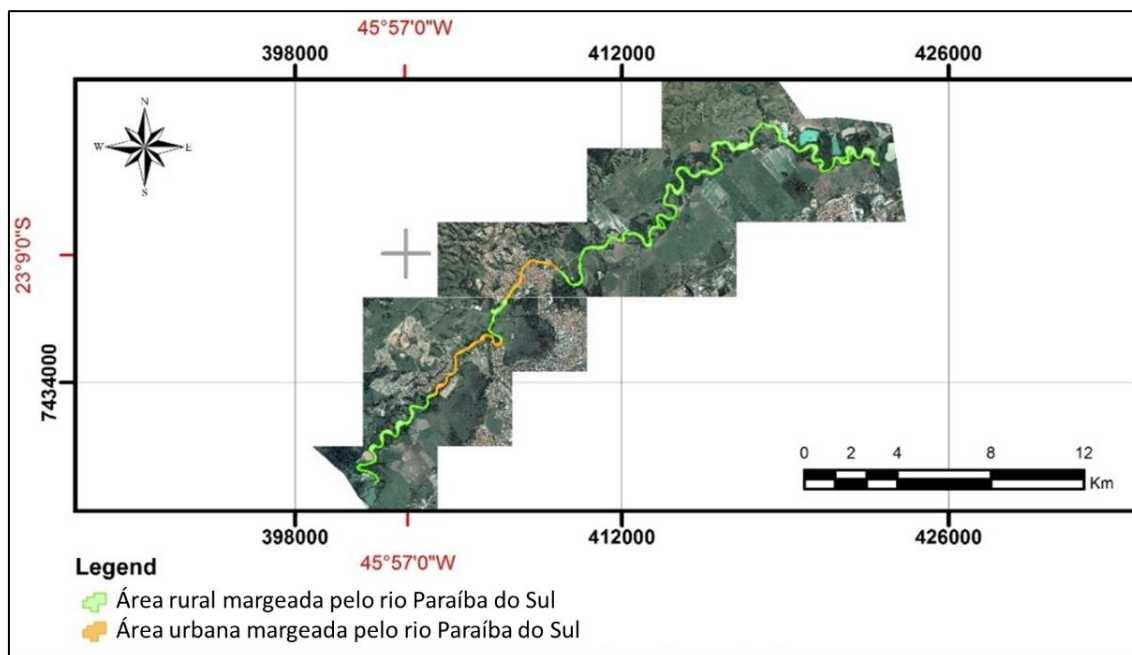 45°57'0"W
398000 412000 426000
N
W E
S
23°9'0"S
7434000
0 2 4 8 12
Km
398000 412000 426000
45°57'0"W
Legend
Área rural margeada pelo rio Paraíba do Sul
Área urbana margeada pelo rio Paraíba do Sul